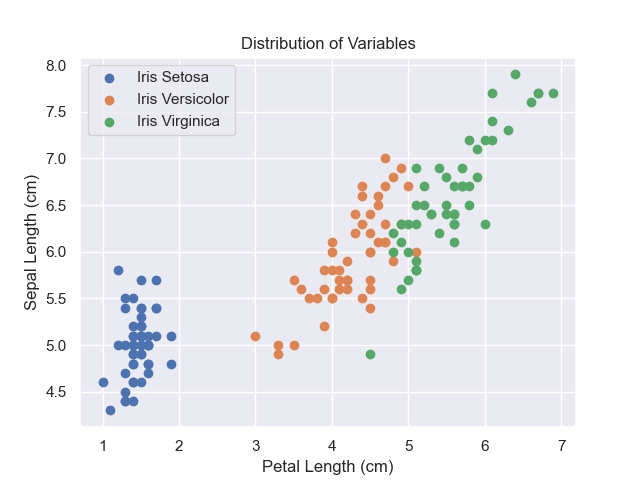 Distribution of Variables
Iris Setosa
Iris Versicolor
Iris Virginica
8.0
7.5
7.0
6.5
6.0
5.5
5.0
4.5
Sepal Length (cm)
1 2 3 4 5 6 7
Petal Length (cm)